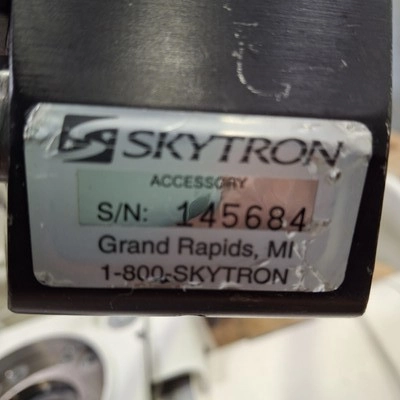 SKYTRON
ACCESSORY
S/N: 145684
Grand Rapids, MI
1-800-SKYTRON